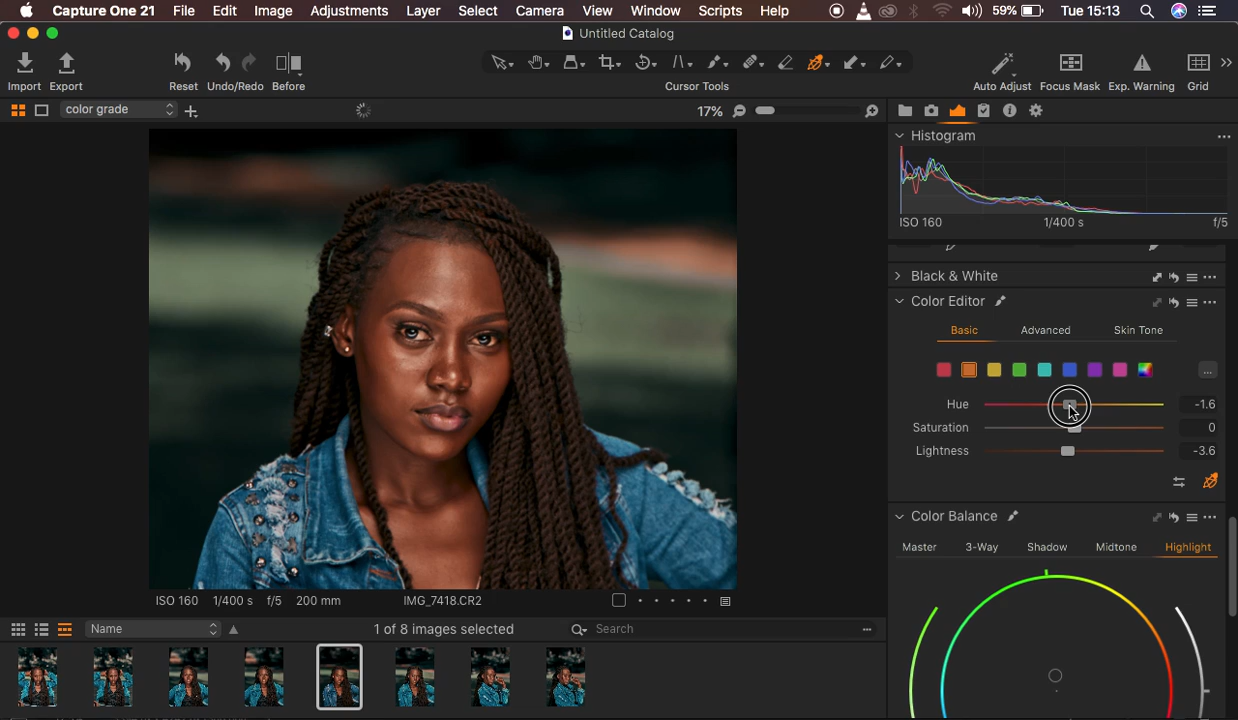 Capture One 21 File Edit Image Adjustments Layer Select Camera View Window Scripts Help 59% Tue 15:13
Untitled Catalog
Import Export Reset Undo/Redo Before Cursor Tools Auto Adjust Focus Mask Exp. Warning Grid
color grade 17%
Histogram
ISO 160 1/400 s f/5
Black & White
Color Editor
Basic Advanced Skin Tone
Hue -1.6
Saturation 0
Lightness -3.6
Color Balance
Master 3-Way Shadow Midtone Highlight
ISO 160 1/400 s f/5 200 mm IMG_7418.CR2
Name 1 of 8 images selected Search